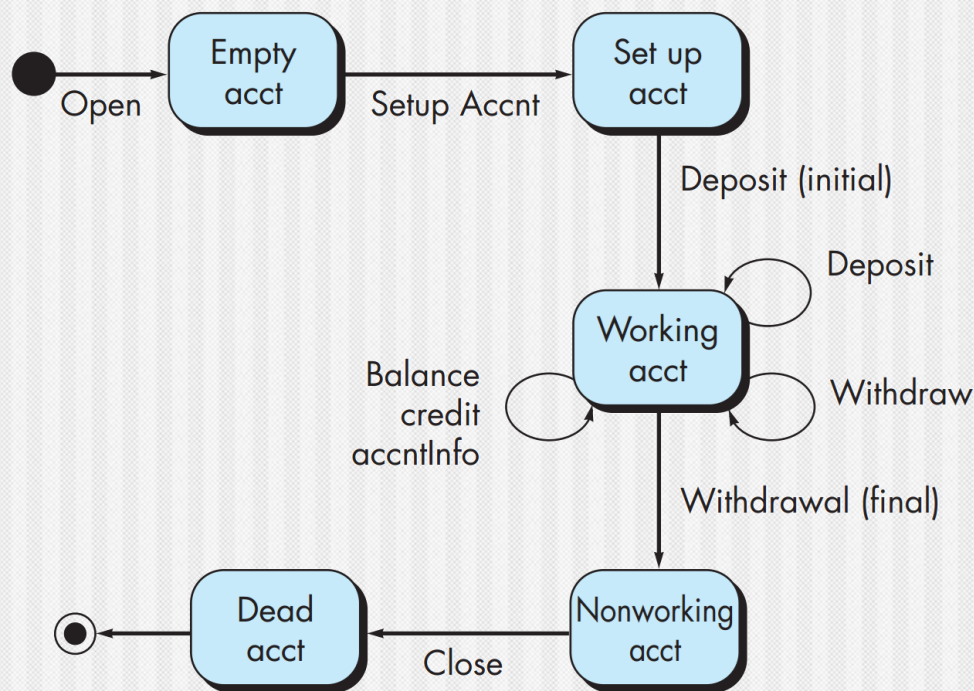 Empty
acct
Set up
acct
Open
Setup Accnt
Deposit (initial)
Deposit
Working
acct
Balance
credit
accntInfo
Withdraw
Withdrawal (final)
Dead
acct
Nonworking
acct
Close